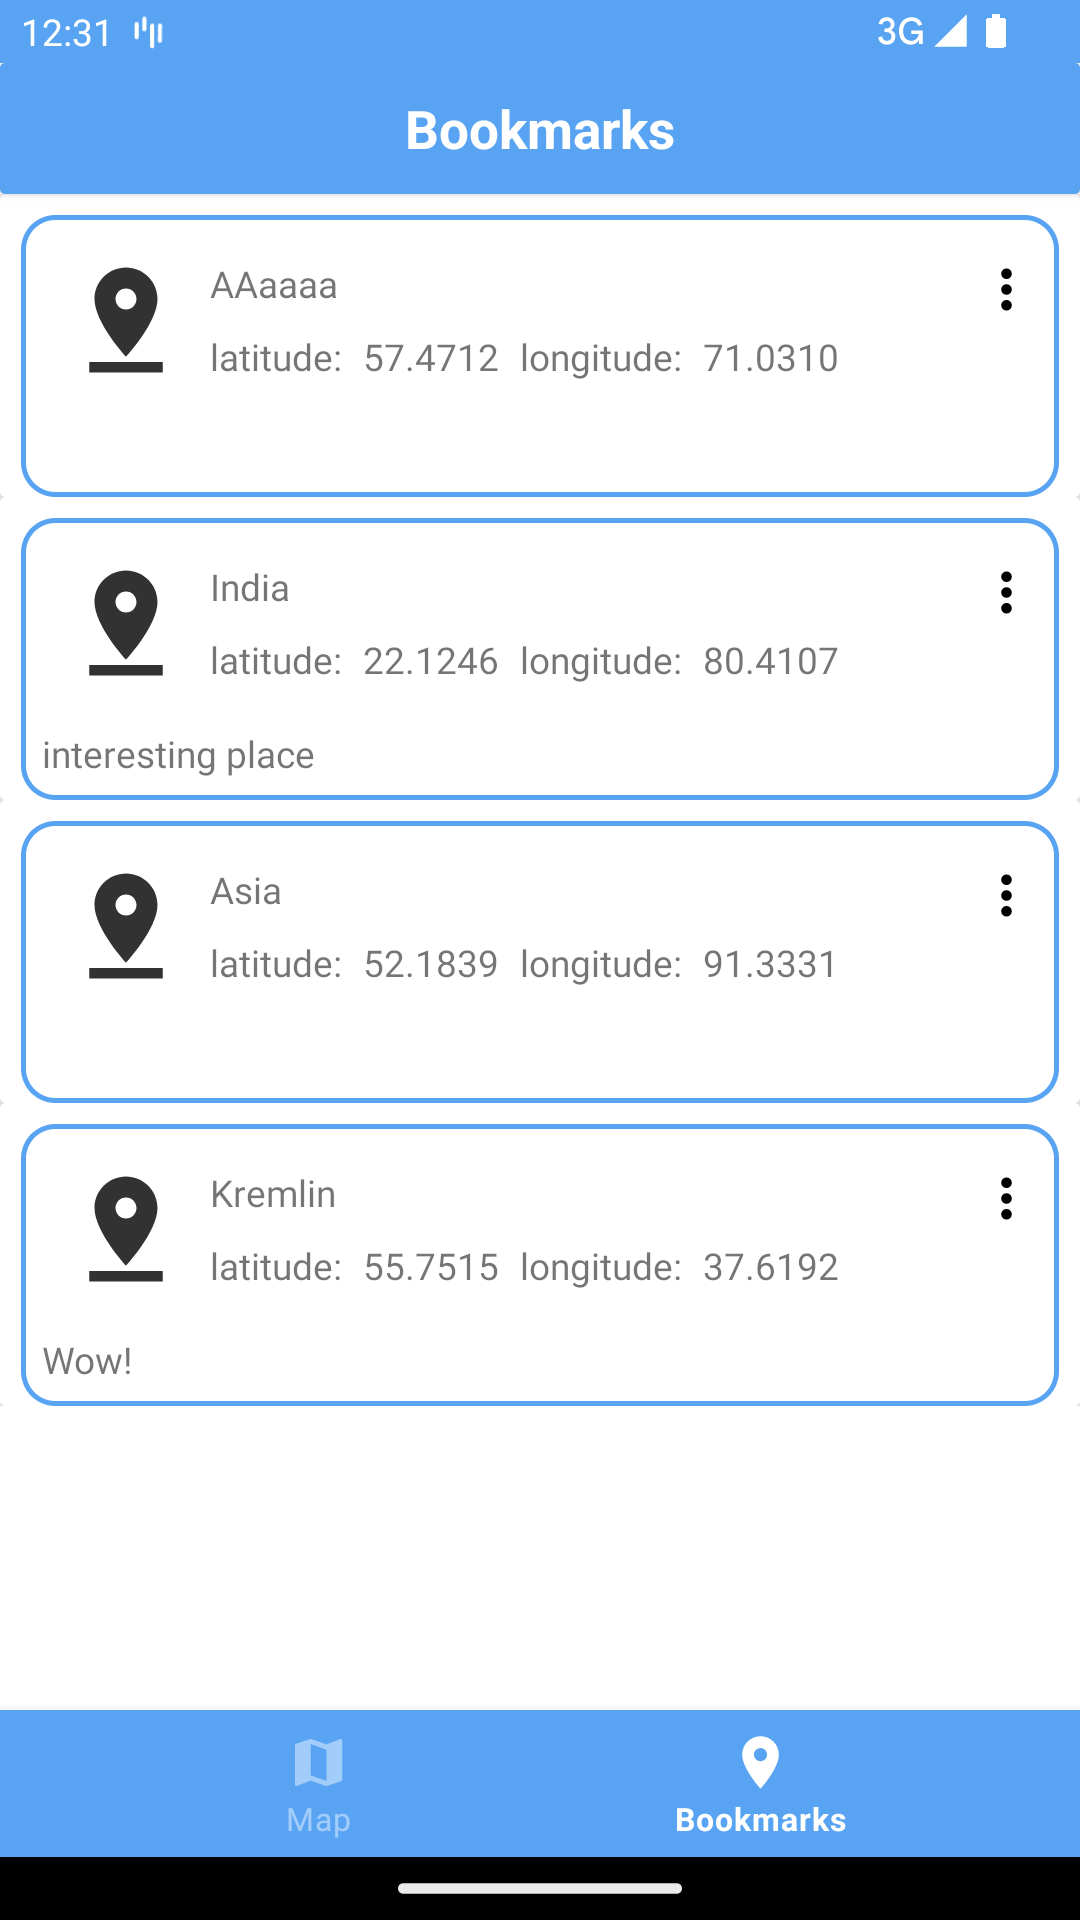 12:31 3G
Bookmarks
AAaaaa
latitude: 57.4712 longitude: 71.0310
India
latitude: 22.1246 longitude: 80.4107
interesting place
Asia
latitude: 52.1839 longitude: 91.3331
Kremlin
latitude: 55.7515 longitude: 37.6192
Wow!
Map Bookmarks